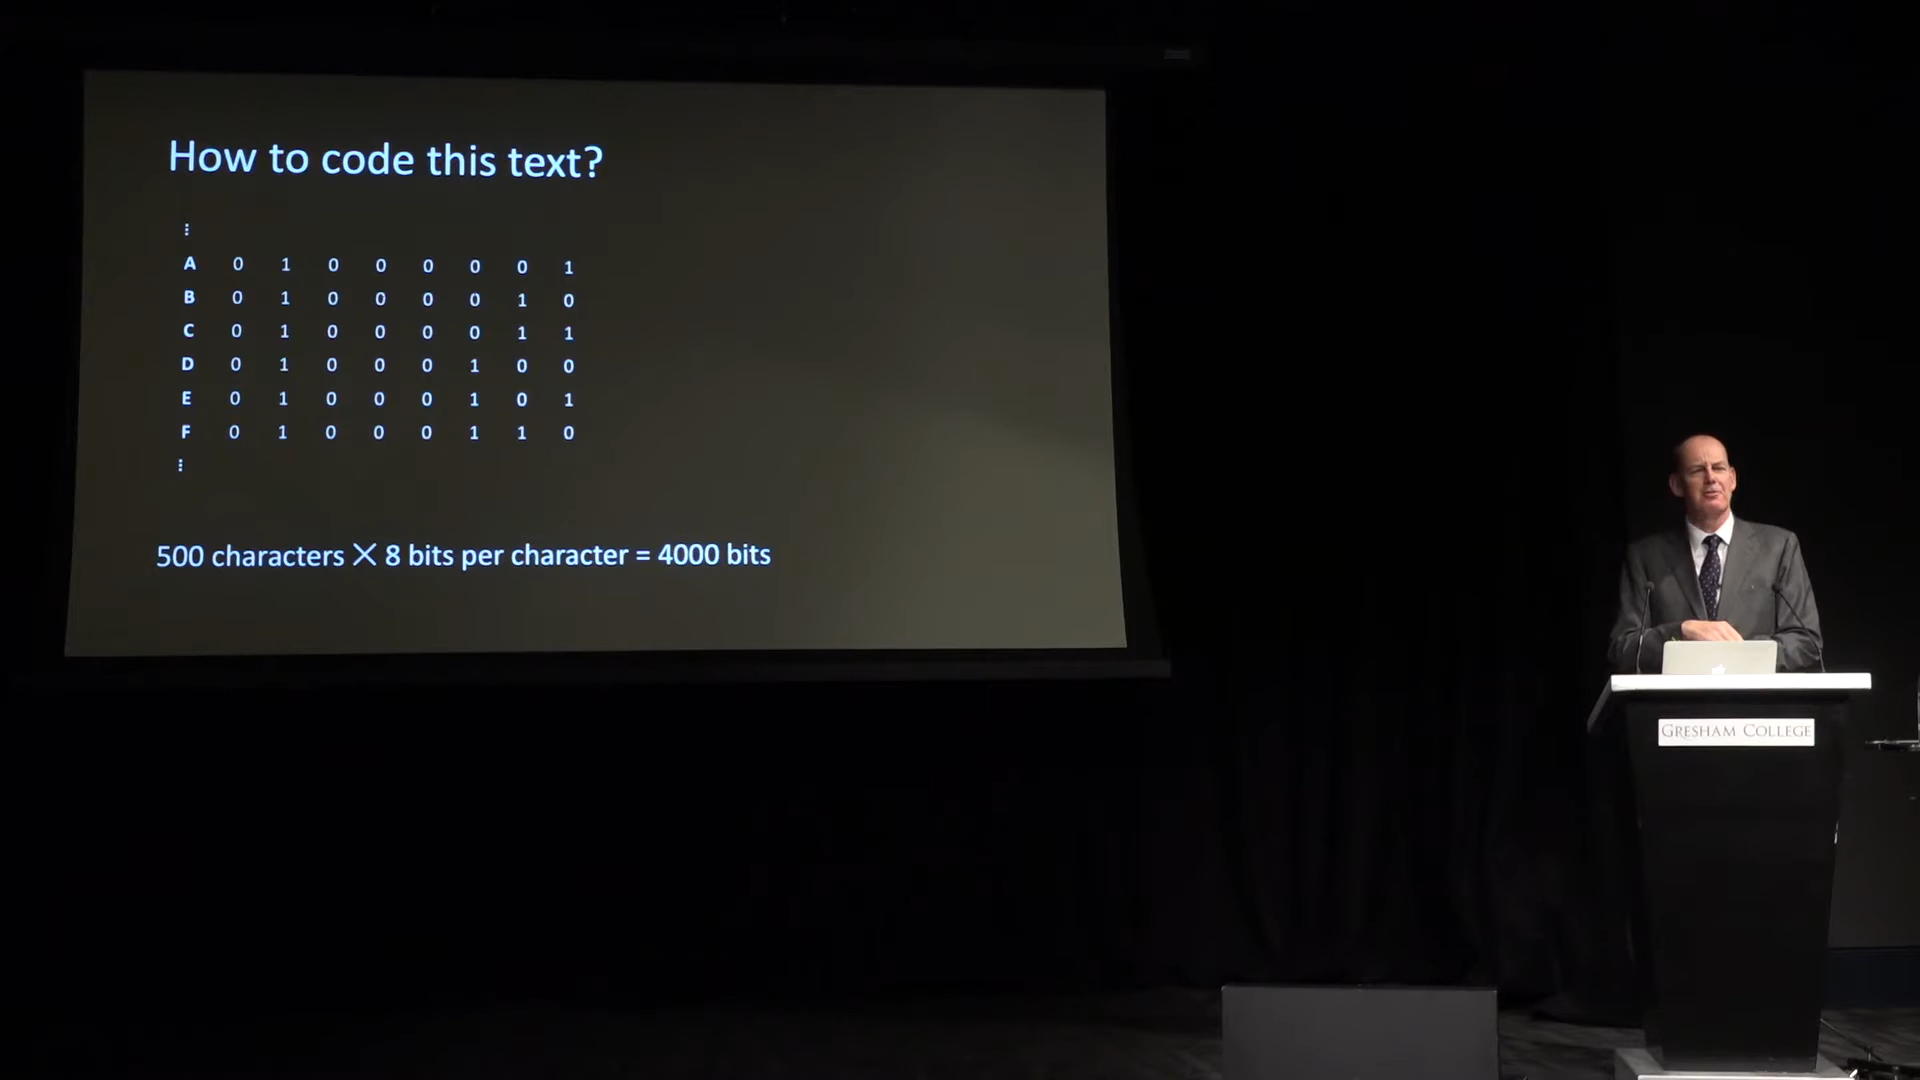 How to code this text?
⋮
A 0 1 0 0 0 0 0 1
B 0 1 0 0 0 0 1 0
C 0 1 0 0 0 0 1 1
D 0 1 0 0 0 1 0 0
E 0 1 0 0 0 1 0 1
F 0 1 0 0 0 1 1 0
⋮
500 characters × 8 bits per character = 4000 bits
GRESHAM COLLEGE